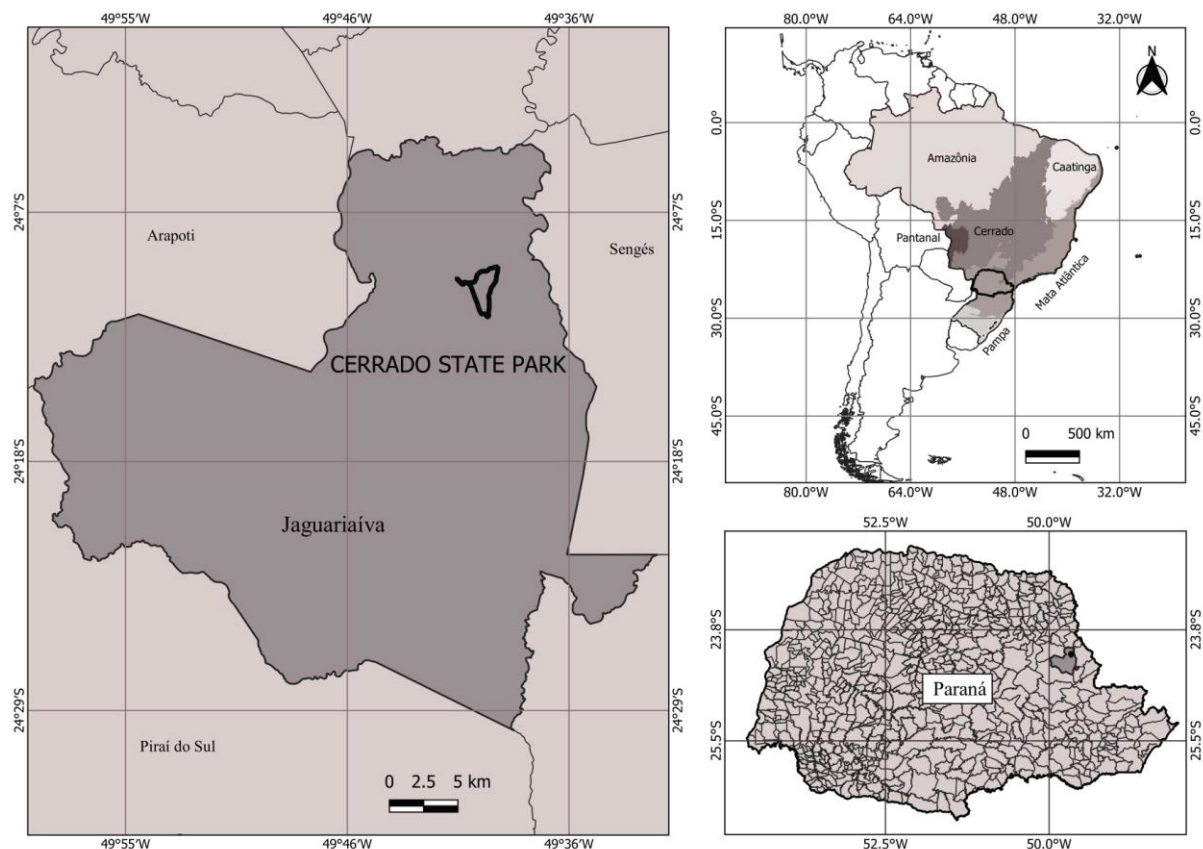 49°55'W 49°46'W 49°36'W
24°7'S
24°7'S
Arapoti
Sengés
CERRADO STATE PARK
24°18'S
24°18'S
Jaguariaíva
24°29'S
24°29'S
Piraí do Sul
0 2.5 5 km
49°55'W 49°46'W 49°36'W
80.0°W 64.0°W 48.0°W 32.0°W
N
0.0°
0.0°
Amazônia
Caatinga
15.0°S
15.0°S
Pantanal
Cerrado
Mata Atlântica
30.0°S
30.0°S
Pampa
45.0°S
45.0°S
0 500 km
80.0°W 64.0°W 48.0°W 32.0°W
52.5°W 50.0°W
23.8°S
23.8°S
Paraná
25.5°S
25.5°S
52.5°W 50.0°W